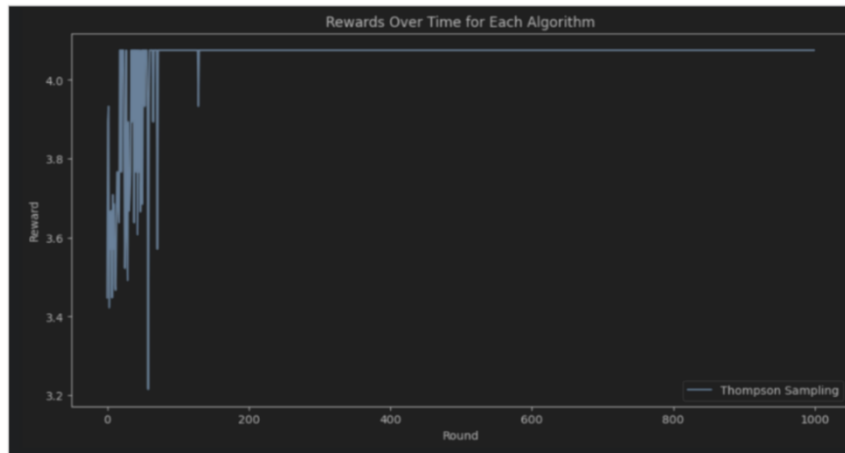 Rewards Over Time for Each Algorithm
4.0
3.8
3.6
3.4
3.2
Reward
0 200 400 600 800 1000
Round
Thompson Sampling